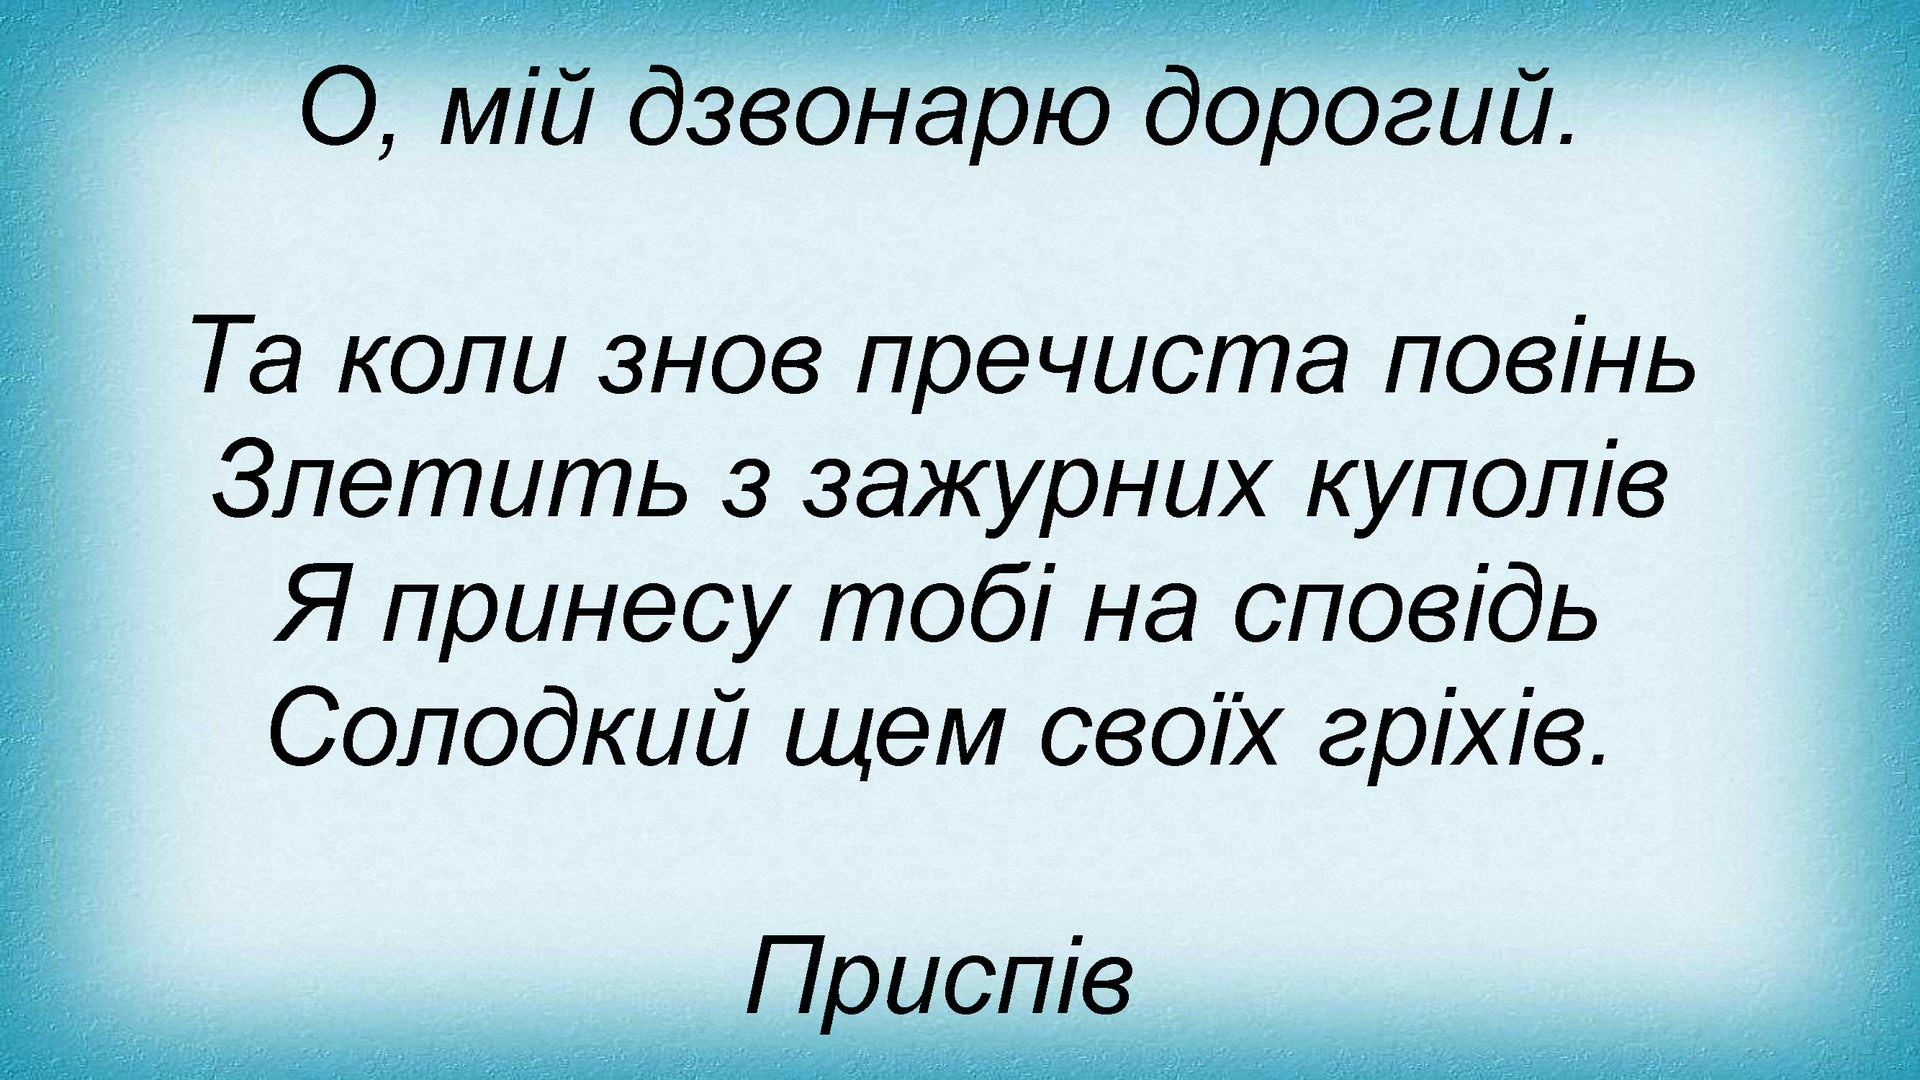 О, мій дзвонарю дорогий.
Та коли знов пречиста повінь
Злетить з зажурних куполів
Я принесу тобі на сповідь
Солодкий щем своїх гріхів.
Приспів